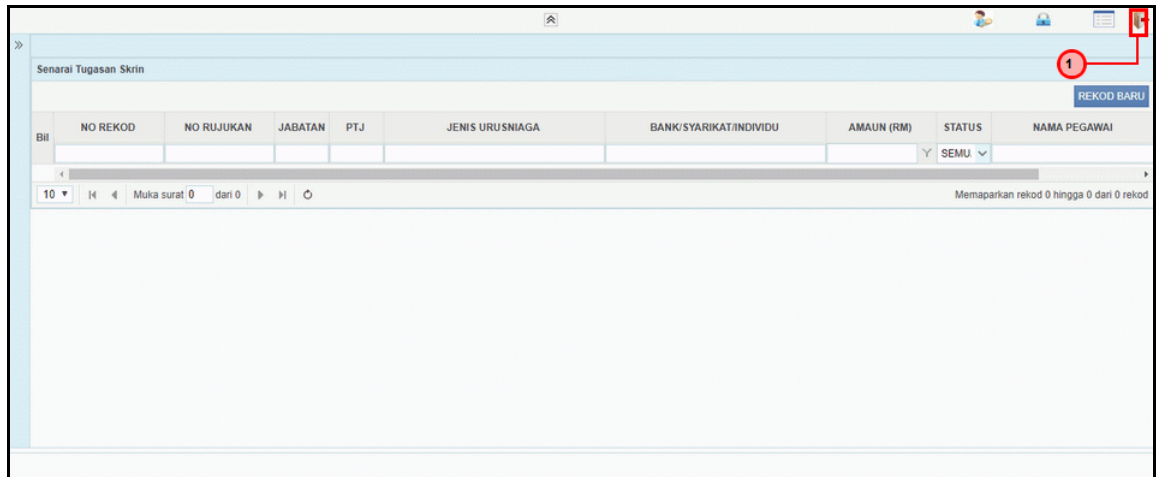 1
Senarai Tugasan Skrin
REKOD BARU
Bil NO REKOD NO RUJUKAN JABATAN PTJ JENIS URUSNIAGA BANK/SYARIKAT/INDIVIDU AMAUN (RM) STATUS NAMA PEGAWAI
SEMU
10 Muka surat 0 dari 0 Memaparkan rekod 0 hingga 0 dari 0 rekod